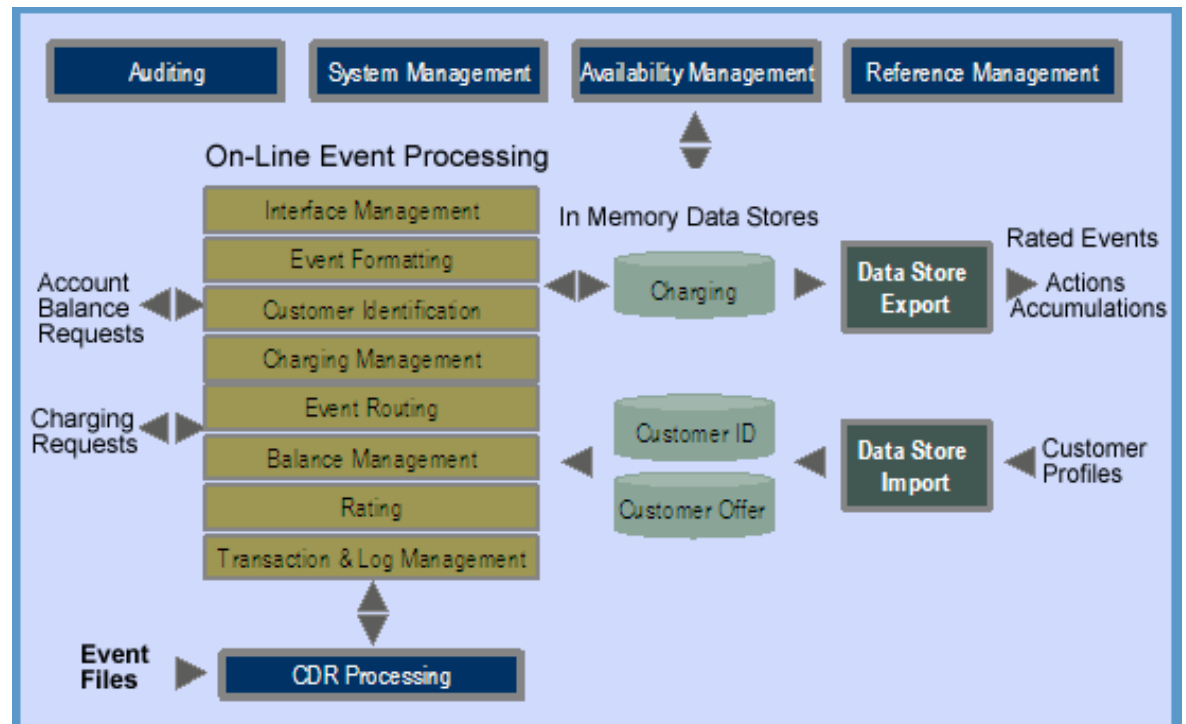 Auditing
System Management
Availability Management
Reference Management
On-Line Event Processing
Interface Management
Event Formatting
Customer Identification
Charging Management
Event Routing
Balance Management
Rating
Transaction & Log Management
Account
Balance
Requests
Charging
Requests
In Memory Data Stores
Charging
Data Store
Export
Rated Events
Actions
Accumulations
Customer ID
Customer Offer
Data Store
Import
Customer
Profiles
Event
Files
CDR Processing